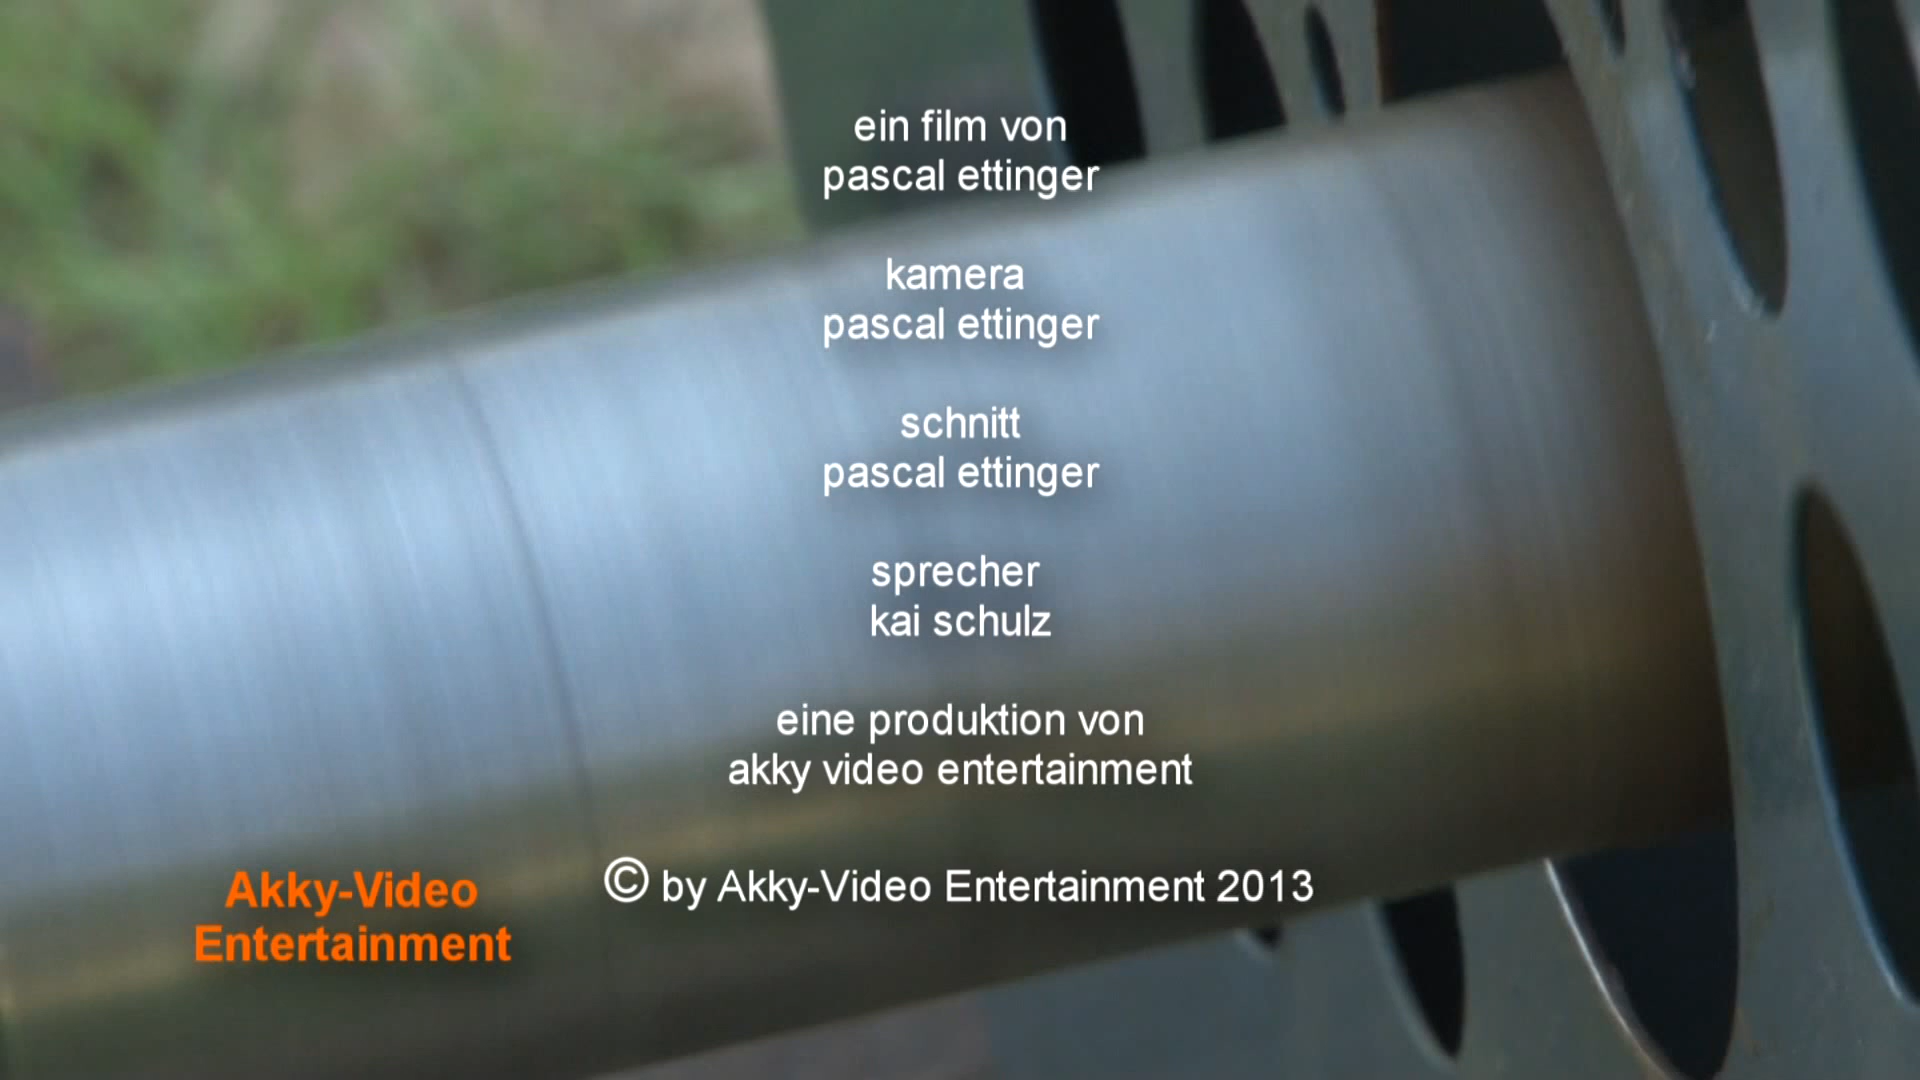 ein film von
pascal ettinger
kamera
pascal ettinger
schnitt
pascal ettinger
sprecher
kai schulz
eine produktion von
akky video entertainment
© by Akky-Video Entertainment 2013
Akky-Video
Entertainment